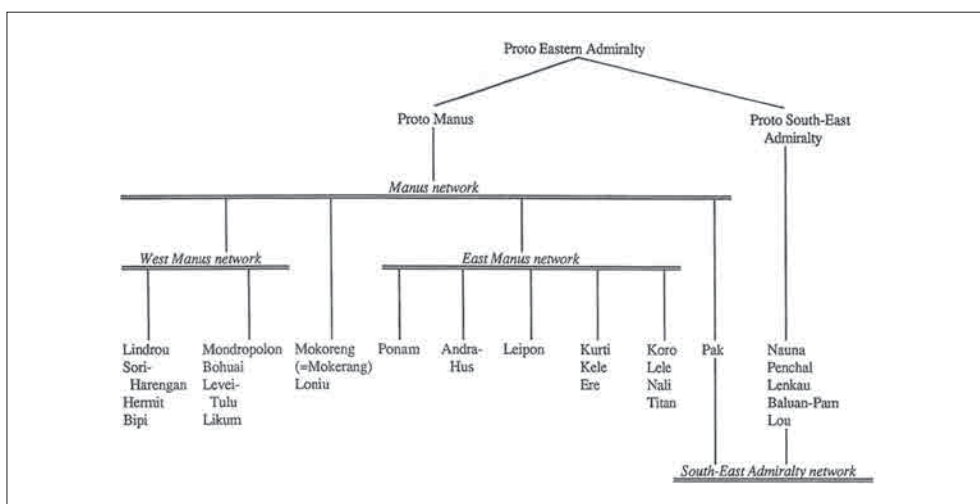 Proto Eastern Admiralty
Proto Manus
Proto South-East
Admiralty
Manus network
West Manus network
East Manus network
Lindrou
Sori-
Harengan
Hermit
Bipi
Mondropolon
Bohuai
Levei-
Tulu
Likum
Mokoreng
(=Mokerang)
Loniu
Ponam
Andra-
Hus
Leipon
Kurti
Kele
Ere
Koro
Lele
Nali
Titan
Pak
Nauna
Penchal
Lenkau
Baluan-Pam
Lou
South-East Admiralty network